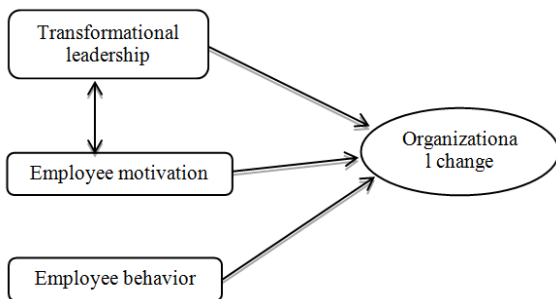 Transformational
leadership
Organizationa
l change
Employee motivation
Employee behavior